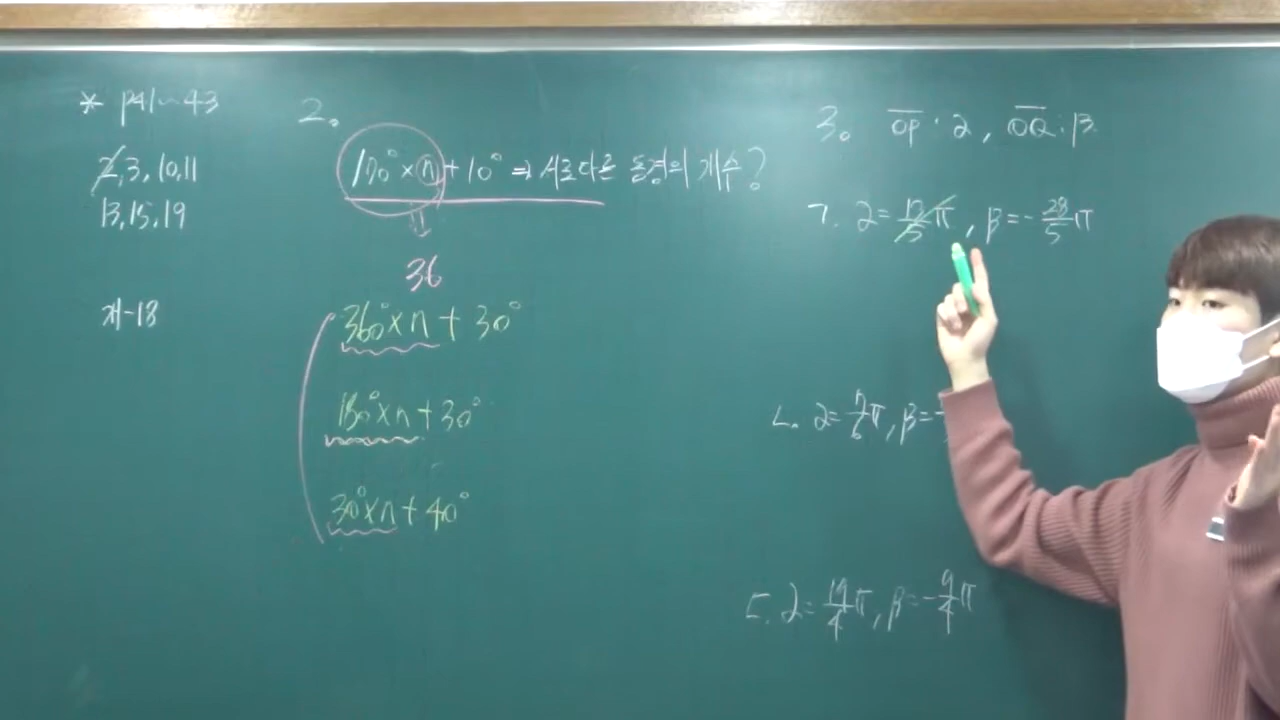 * p41~43
2, 3, 10, 11
13, 15, 19
자-18
2.
170° × n + 10° ⇒ 서로 다른 동경의 개수?
⇓
36
360° × n + 30°
180° × n + 30°
30° × n + 40°
3. OP : α, OQ : β
ㄱ. α = 12/5 π, β = - 28/5 π
ㄴ. α = 7/6 π, β =
ㄷ. α = 19/4 π, β = - 9/4 π